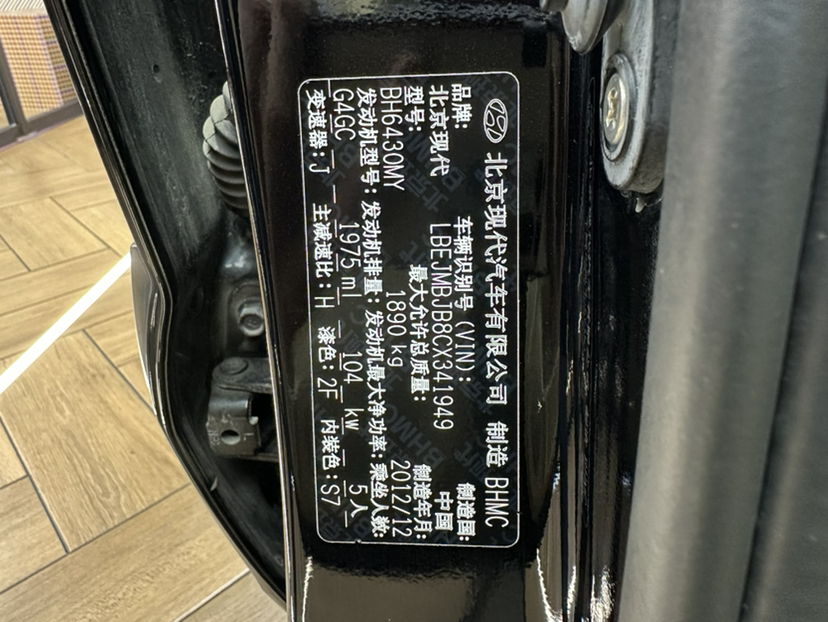 北京现代汽车有限公司 制造 BHMC
品牌: 车辆识别号 (VIN): 制造国:
北京现代 LBEJMBJB8CX341949 中国
型号: 最大允许总质量: 制造年月:
BH6430MY 1890 kg 2012/12
发动机型号: 发动机排量: 发动机最大净功率: 乘坐人数:
G4GC 1975 ml 104 kw 5 人
变速器: J 主减速比: H 漆色: 2F 内装色: S7